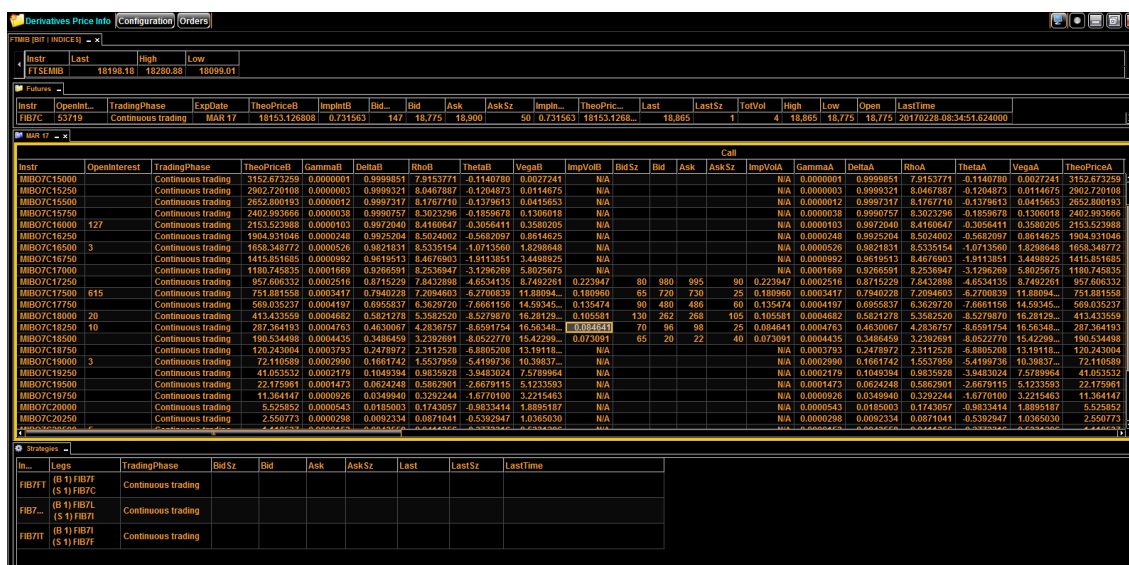 Derivatives Price Info Configuration Orders
FTMIB [BIT | INDICES]
Instr Last High Low
FTSEMIB 18198.18 18280.88 18099.01
Futures
Instr OpenInt... TradingPhase ExpDate TheoPriceB ImpIntB Bid... Bid Ask AskSz ImpIn... TheoPric... Last LastSz TotVol High Low Open LastTime
FIB7C 53719 Continuous trading MAR 17 18153.126808 0.731563 147 18,775 18,900 50 0.731563 18153.1268... 18,865 1 4 18,865 18,775 18,775 20170228-08:34:51.624000
MAR 17
Call
Instr OpenInterest TradingPhase TheoPriceB GammaB DeltaB RhoB ThetaB VegaB ImpVolB BidSz Bid Ask AskSz ImpVolA GammaA DeltaA RhoA ThetaA VegaA TheoPriceA
MIBO7C15000 Continuous trading 3152.673259 0.0000001 0.9999851 7.9153771 -0.1140780 0.0027241 N/A N/A 0.0000001 0.9999851 7.9153771 -0.1140780 0.0027241 3152.673259
MIBO7C15250 Continuous trading 2902.720108 0.0000003 0.9999321 8.0467887 -0.1204873 0.0114675 N/A N/A 0.0000003 0.9999321 8.0467887 -0.1204873 0.0114675 2902.720108
MIBO7C15500 Continuous trading 2652.800193 0.0000012 0.9997317 8.1767710 -0.1379613 0.0415653 N/A N/A 0.0000012 0.9997317 8.1767710 -0.1379613 0.0415653 2652.800193
MIBO7C15750 Continuous trading 2402.993666 0.0000038 0.9990757 8.3023296 -0.1859678 0.1306018 N/A N/A 0.0000038 0.9990757 8.3023296 -0.1859678 0.1306018 2402.993666
MIBO7C16000 127 Continuous trading 2153.523988 0.0000103 0.9972040 8.4160647 -0.3056411 0.3580205 N/A N/A 0.0000103 0.9972040 8.4160647 -0.3056411 0.3580205 2153.523988
MIBO7C16250 Continuous trading 1904.931046 0.0000248 0.9925204 8.5024002 -0.5682097 0.8614625 N/A N/A 0.0000248 0.9925204 8.5024002 -0.5682097 0.8614625 1904.931046
MIBO7C16500 3 Continuous trading 1658.348772 0.0000526 0.9821831 8.5335154 -1.0713560 1.8298648 N/A N/A 0.0000526 0.9821831 8.5335154 -1.0713560 1.8298648 1658.348772
MIBO7C16750 Continuous trading 1415.851685 0.0000992 0.9619513 8.4676903 -1.9113851 3.4498925 N/A N/A 0.0000992 0.9619513 8.4676903 -1.9113851 3.4498925 1415.851685
MIBO7C17000 Continuous trading 1180.745835 0.0001669 0.9266591 8.2536947 -3.1296269 5.8025675 N/A N/A 0.0001669 0.9266591 8.2536947 -3.1296269 5.8025675 1180.745835
MIBO7C17250 Continuous trading 957.606332 0.0002516 0.8715229 7.8432898 -4.6534135 8.7492261 0.223947 80 980 995 90 0.223947 0.0002516 0.8715229 7.8432898 -4.6534135 8.7492261 957.606332
MIBO7C17500 615 Continuous trading 751.881558 0.0003417 0.7940228 7.2094603 -6.2700839 11.88094... 0.180960 65 720 730 25 0.180960 0.0003417 0.7940228 7.2094603 -6.2700839 11.88094... 751.881558
MIBO7C17750 Continuous trading 569.035237 0.0004197 0.6955837 6.3629720 -7.6661156 14.59345... 0.135474 90 480 486 60 0.135474 0.0004197 0.6955837 6.3629720 -7.6661156 14.59345... 569.035237
MIBO7C18000 20 Continuous trading 413.433559 0.0004682 0.5821278 5.3582520 -8.5279870 16.28129... 0.105581 130 262 268 105 0.105581 0.0004682 0.5821278 5.3582520 -8.5279870 16.28129... 413.433559
MIBO7C18250 10 Continuous trading 287.364193 0.0004763 0.4630067 4.2836757 -8.6591754 16.56348... 0.084641 70 96 98 25 0.084641 0.0004763 0.4630067 4.2836757 -8.6591754 16.56348... 287.364193
MIBO7C18500 Continuous trading 190.534498 0.0004435 0.3486459 3.2392691 -8.0522770 15.42299... 0.073091 65 20 22 40 0.073091 0.0004435 0.3486459 3.2392691 -8.0522770 15.42299... 190.534498
MIBO7C18750 Continuous trading 120.243004 0.0003793 0.2478972 2.3112528 -6.8805208 13.19118... N/A N/A 0.0003793 0.2478972 2.3112528 -6.8805208 13.19118... 120.243004
MIBO7C19000 3 Continuous trading 72.110589 0.0002990 0.1661742 1.5537959 -5.4199736 10.39837... N/A N/A 0.0002990 0.1661742 1.5537959 -5.4199736 10.39837... 72.110589
MIBO7C19250 Continuous trading 41.053532 0.0002179 0.1049394 0.9835928 -3.9483024 7.5789964 N/A N/A 0.0002179 0.1049394 0.9835928 -3.9483024 7.5789964 41.053532
MIBO7C19500 Continuous trading 22.175961 0.0001473 0.0624248 0.5862901 -2.6679115 5.1233593 N/A N/A 0.0001473 0.0624248 0.5862901 -2.6679115 5.1233593 22.175961
MIBO7C19750 Continuous trading 11.364147 0.0000926 0.0349940 0.3292244 -1.6770100 3.2215463 N/A N/A 0.0000926 0.0349940 0.3292244 -1.6770100 3.2215463 11.364147
MIBO7C20000 Continuous trading 5.525852 0.0000543 0.0185003 0.1743057 -0.9833414 1.8895187 N/A N/A 0.0000543 0.0185003 0.1743057 -0.9833414 1.8895187 5.525852
MIBO7C20250 Continuous trading 2.550773 0.0000298 0.0092334 0.0871041 -0.5392947 1.0365030 N/A N/A 0.0000298 0.0092334 0.0871041 -0.5392947 1.0365030 2.550773
Strategies
In... Legs TradingPhase BidSz Bid Ask AskSz Last LastSz LastTime
FIB7FT (B 1) FIB7F Continuous trading
(S 1) FIB7C
FIB7... (B 1) FIB7L Continuous trading
(S 1) FIB7I
FIB7IT (B 1) FIB7I Continuous trading
(S 1) FIB7F